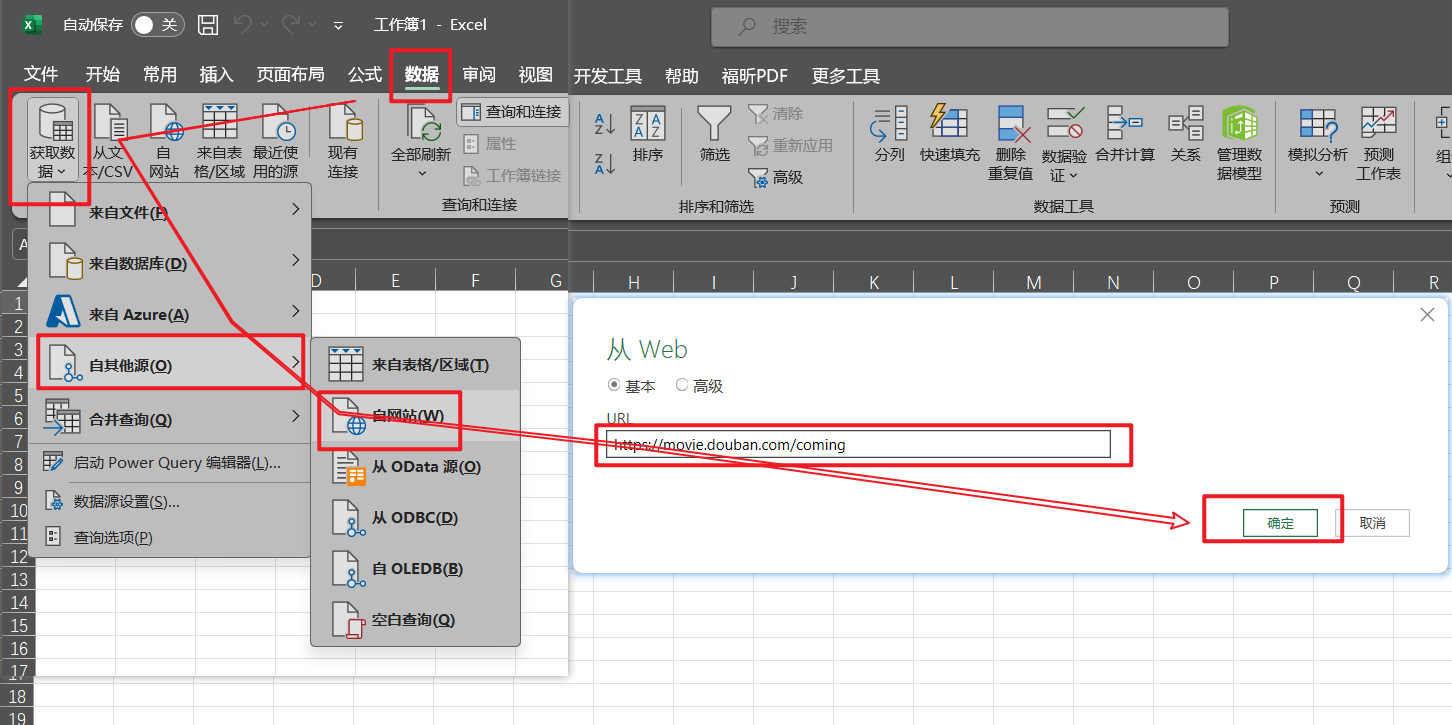 自动保存 关 工作簿1 - Excel 搜索
文件 开始 常用 插入 页面布局 公式 数据 审阅 视图 开发工具 帮助 福昕PDF 更多工具
获取数据
从文本/CSV
自网站
来自表格/区域
最近使用的源
现有连接
全部刷新
查询和连接
属性
工作簿链接
查询和连接
排序
筛选
清除
重新应用
高级
排序和筛选
分列
快速填充
删除重复值
数据验证
合并计算
关系
管理数据模型
数据工具
模拟分析
预测工作表
预测
组
A
来自文件(F)
来自数据库(D)
来自 Azure(A)
自其他源(O)
合并查询(Q)
启动 Power Query 编辑器(L)...
数据源设置(S)...
查询选项(P)
来自表格/区域(T)
自网站(W)
从 OData 源(O)
从 ODBC(D)
自 OLEDB(B)
空白查询(Q)
D E F G H I J K L M N O P Q R
1
2
3
4
5
6
7
8
9
10
11
12
13
14
15
16
17
18
19
从 Web
基本 高级
URL
https://movie.douban.com/coming
确定 取消